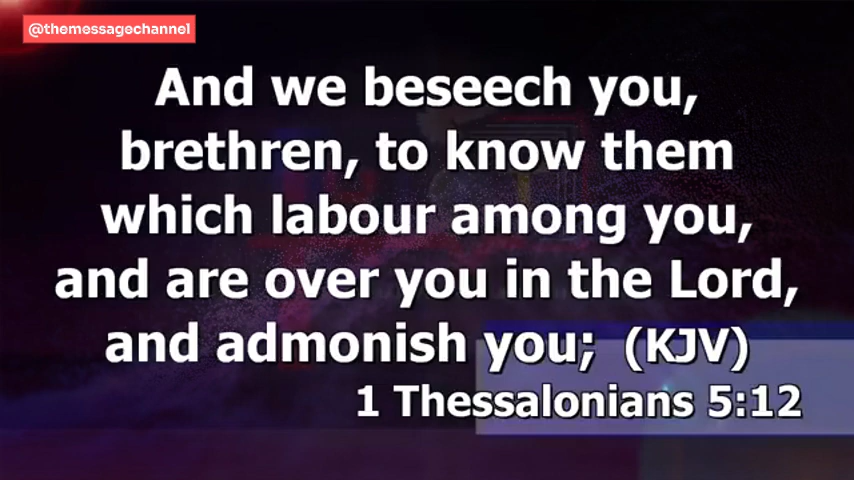 @themessagechannel
And we beseech you,
brethren, to know them
which labour among you,
and are over you in the Lord,
and admonish you; (KJV)
1 Thessalonians 5:12